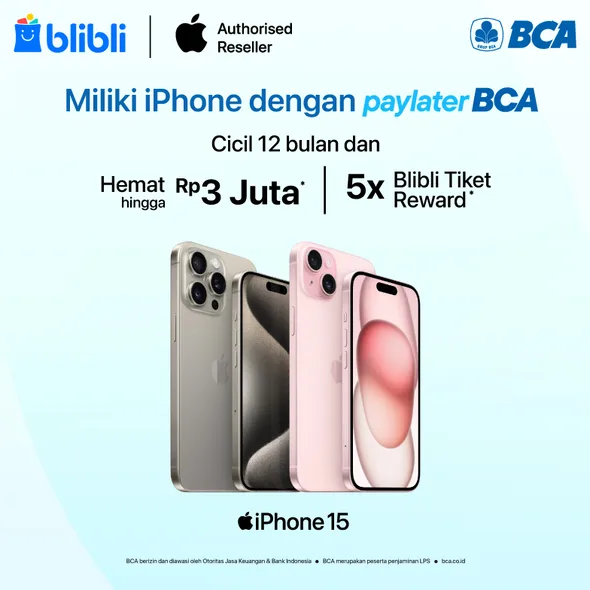 blibli
Authorised
Reseller
GRUP BCA
BCA
Miliki iPhone dengan paylater BCA
Cicil 12 bulan dan
Hemat hingga Rp3 Juta*
5x Blibli Tiket Reward*
iPhone 15
BCA berizin dan diawasi oleh Otoritas Jasa Keuangan & Bank Indonesia • BCA merupakan peserta penjaminan LPS • bca.co.id